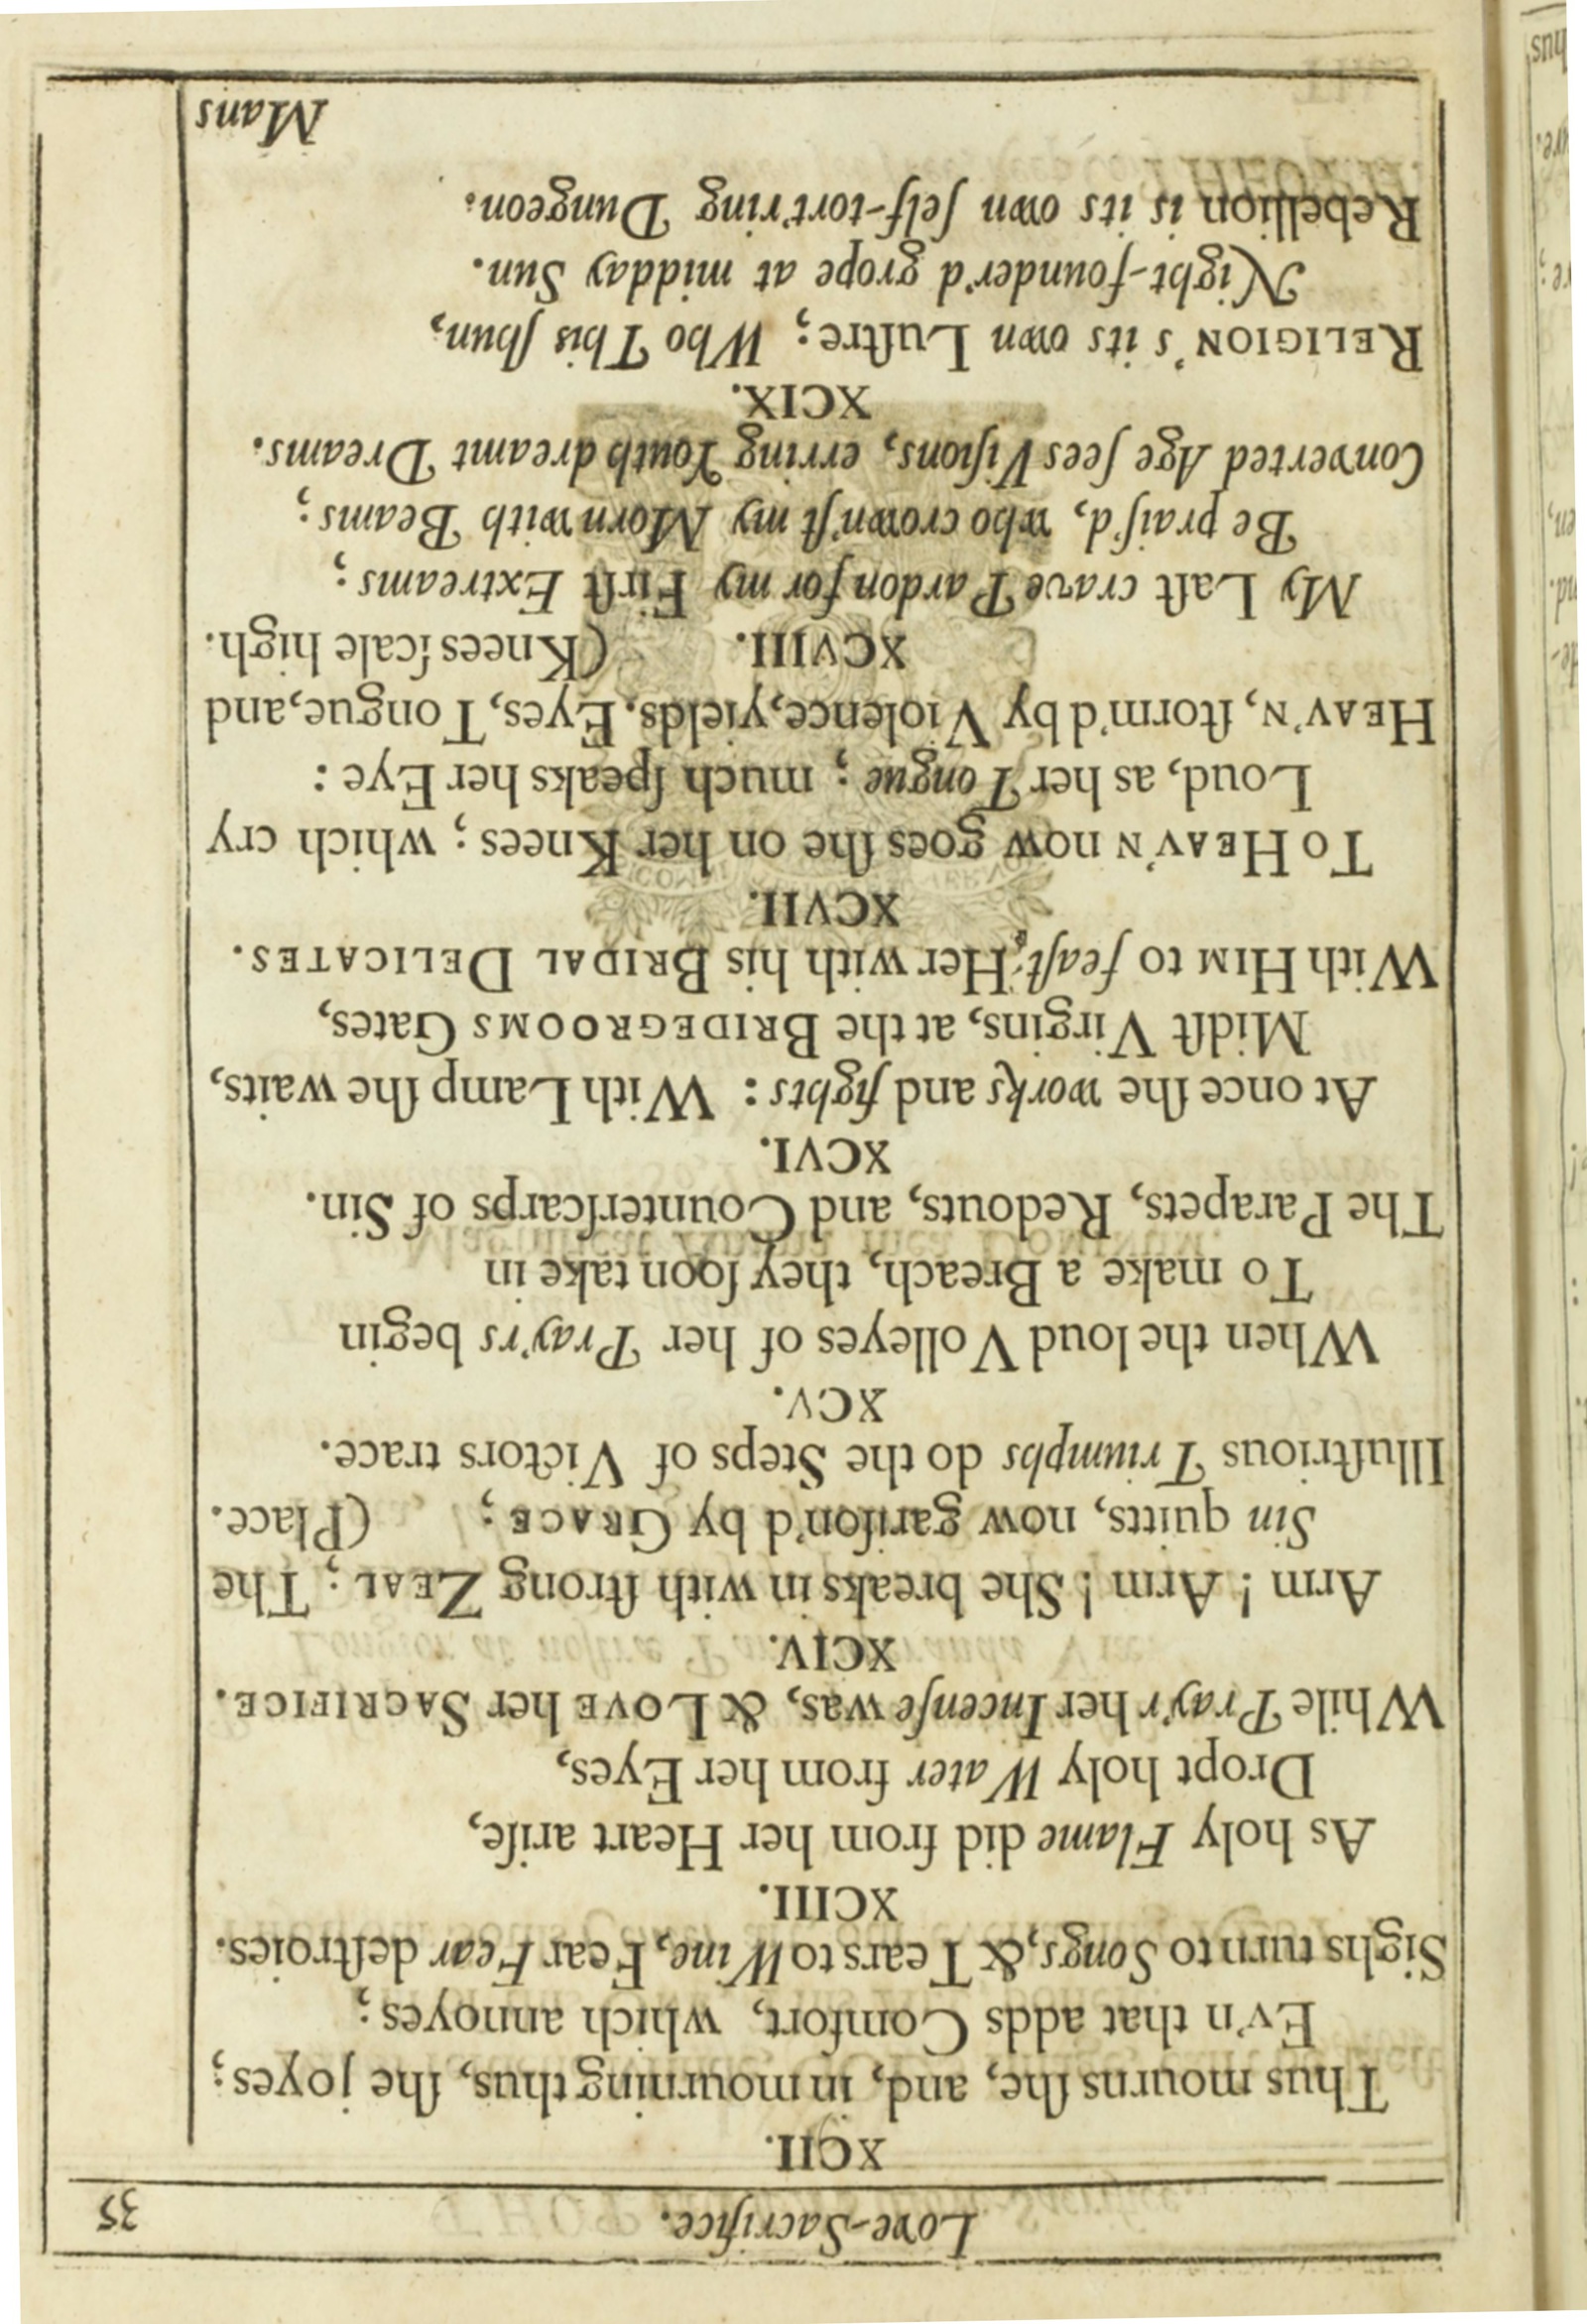 Love-Sacrifice. 35
XCII.
Thus mourns ſhe, and, in mourning thus, ſhe joyes;
Ev'n that adds Comfort, which annoyes;
Sighs turn to Songs, & Tears to Wine, Fear Fear deſtroies.
XCIII.
As holy Flame did from her Heart ariſe,
Dropt holy Water from her Eyes,
While Pray'r her Incenſe was, & LOVE her SACRIFICE.
XCIV.
Arm! Arm! She breaks in with ſtrong ZEAL; The
Sin quitts, now gariſon'd by GRACE; (Place.
Illuſtrious Triumphs do the Steps of Victors trace.
XCV.
When the loud Volleyes of her Pray'rs begin
To make a Breach, they ſoon take in
The Parapets, Redouts, and Counterſcarps of Sin.
XCVI.
At once ſhe works and fights: With Lamp ſhe waits,
Midſt Virgins, at the BRIDEGROOMS Gates,
With HIM to feaſt, Her with his BRIDAL DELICATES.
XCVII.
To HEAV'N now goes ſhe on her Knees; which cry
Loud, as her Tongue; much ſpeaks her Eye:
HEAV'N, ſtorm'd by Violence, yields. Eyes, Tongue, and
XCVIII. (Knees ſcale high.
My Laſt crave Pardon for my Firſt Extreams;
Be prais'd, who crown'ſt my Morn with Beams;
Converted Age ſees Viſions, erring Youth dreamt Dreams.
XCIX.
RELIGION'S its own Luſtre; Who This ſhun,
Night-founder'd grope at midday Sun.
Rebellion is its own ſelf-tort'ring Dungeon.
Mans